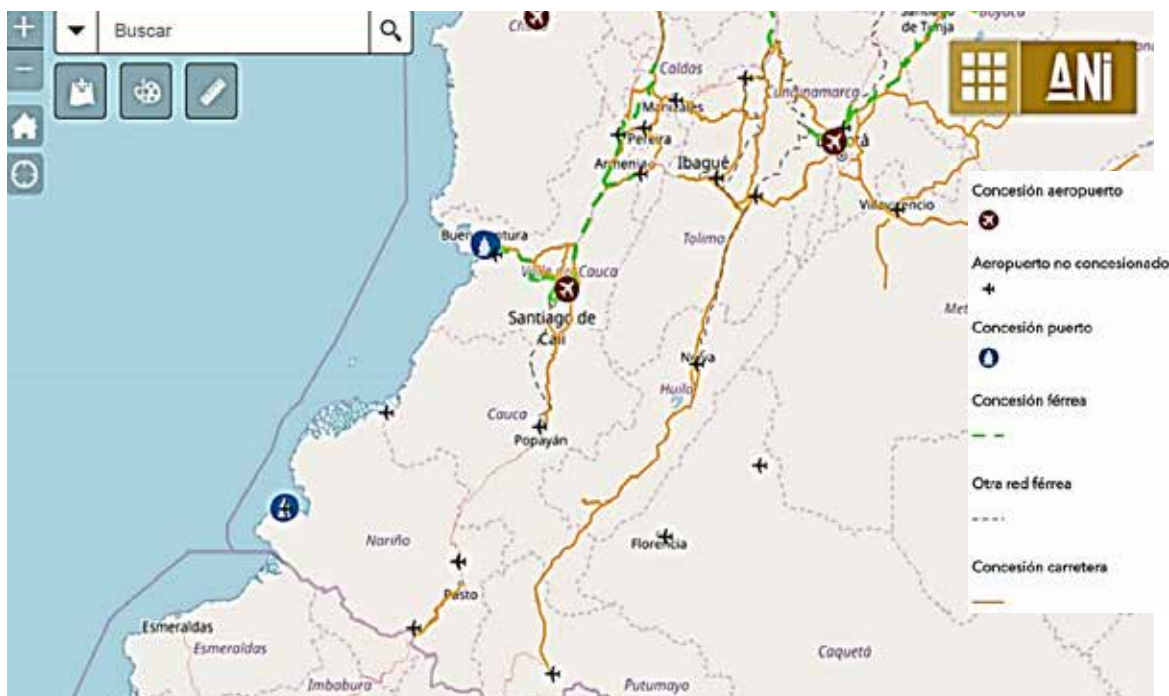 Buscar
ANi
de Tunja
Boyacá
Caldas
Cundinamarca
Manizales
Pereira
Armenia
Ibagué
Villavicencio
Tolima
Buenaventura
Valle del Cauca
Santiago de
Cali
Neiva
Huila
Cauca
Popayán
Nariño
Florencia
Pasto
Esmeraldas
Esmeraldas
Imbabura
Putumayo
Caquetá
Met
Concesión aeropuerto
Aeropuerto no concesionado
Concesión puerto
Concesión férrea
Otra red férrea
Concesión carretera